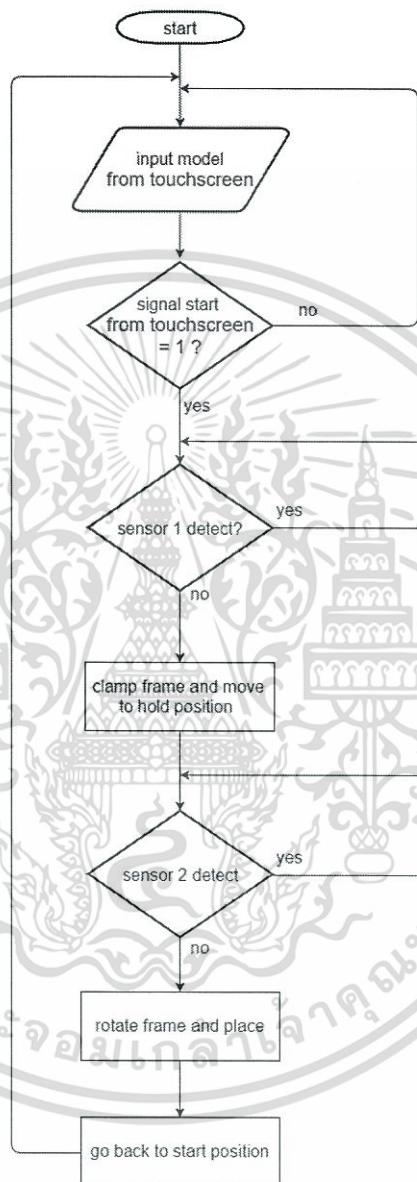 start
input model
from touchscreen
signal start
from touchscreen
= 1 ?
no
yes
sensor 1 detect?
yes
no
clamp frame and move
to hold position
sensor 2 detect
yes
no
rotate frame and place
go back to start position